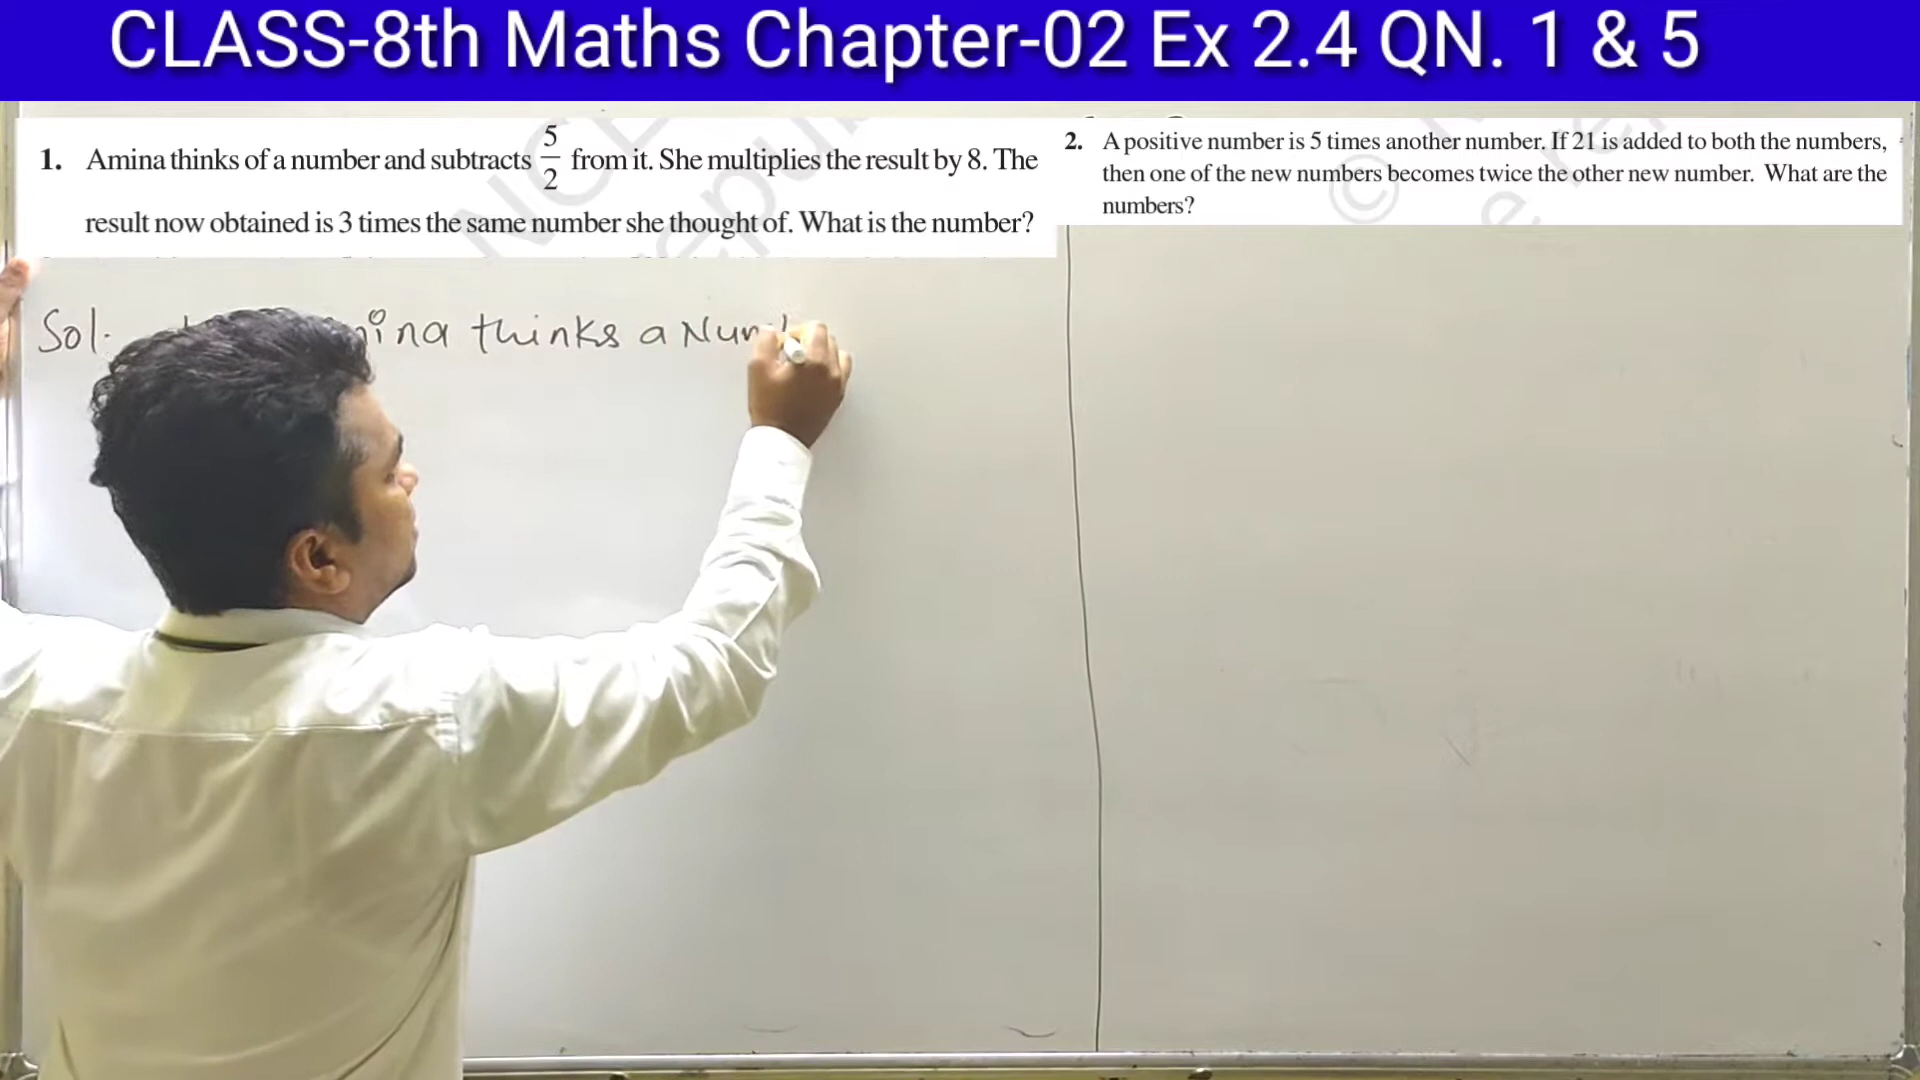 CLASS-8th Maths Chapter-02 Ex 2.4 QN. 1 & 5
1. Amina thinks of a number and subtracts 5/2 from it. She multiplies the result by 8. The
result now obtained is 3 times the same number she thought of. What is the number?
2. A positive number is 5 times another number. If 21 is added to both the numbers,
then one of the new numbers becomes twice the other new number. What are the
numbers?
Sol. thinks a